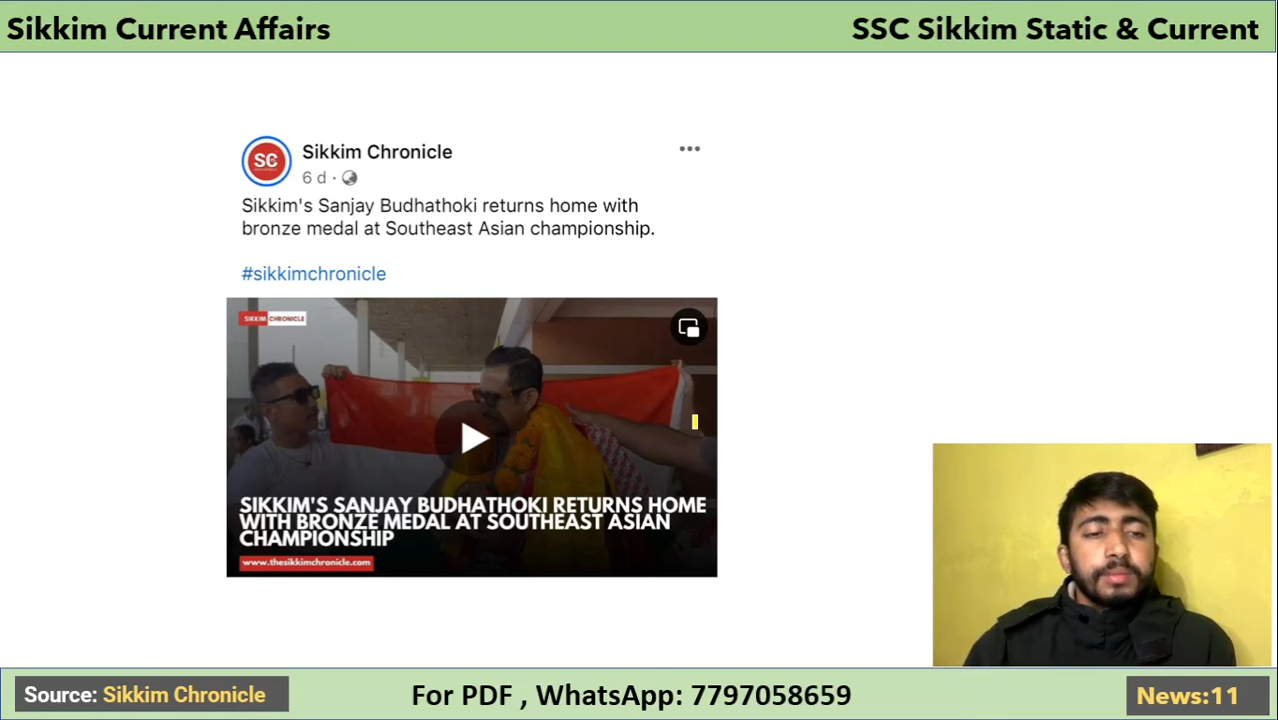 Sikkim Current Affairs
SSC Sikkim Static & Current
SC
Sikkim Chronicle
6 d ·
Sikkim's Sanjay Budhathoki returns home with
bronze medal at Southeast Asian championship.
#sikkimchronicle
SIKKIM CHRONICLE
SIKKIM'S SANJAY BUDHATHOKI RETURNS HOME
WITH BRONZE MEDAL AT SOUTHEAST ASIAN
CHAMPIONSHIP
www.thesikkimchronicle.com
Source: Sikkim Chronicle
For PDF , WhatsApp: 7797058659
News:11